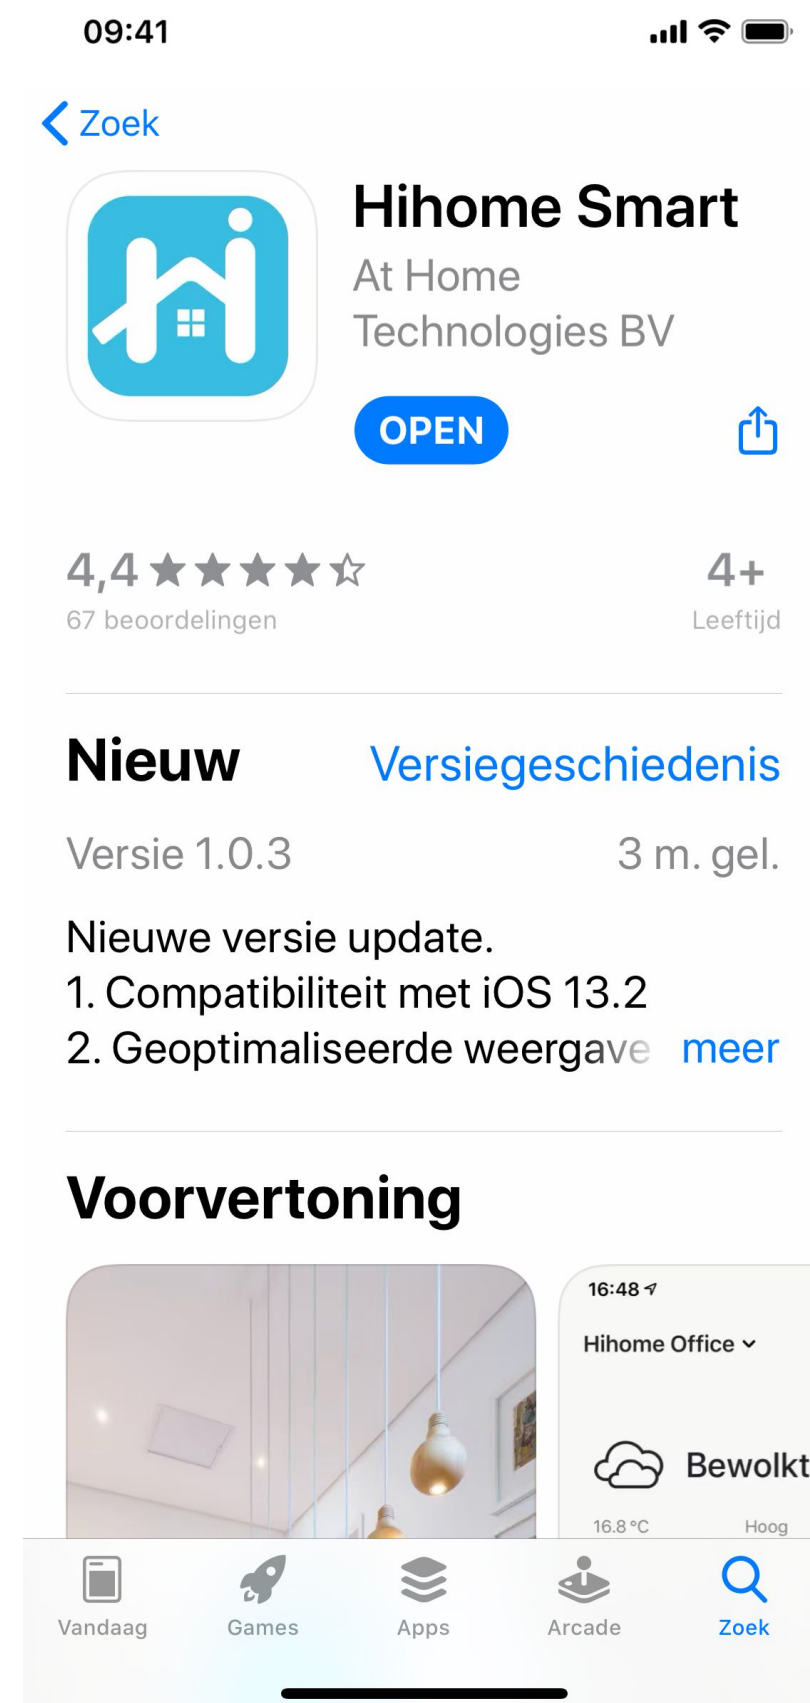 09:41
Zoek
Hihome Smart
At Home
Technologies BV
OPEN
4,4
4+
67 beoordelingen
Leeftijd
Nieuw
Versiegeschiedenis
Versie 1.0.3
3 m. gel.
Nieuwe versie update.
1. Compatibiliteit met iOS 13.2
2. Geoptimaliseerde weergave meer
Voorvertoning
16:48
Hihome Office
Bewolkt
16.8 °C
Hoog
Vandaag
Games
Apps
Arcade
Zoek